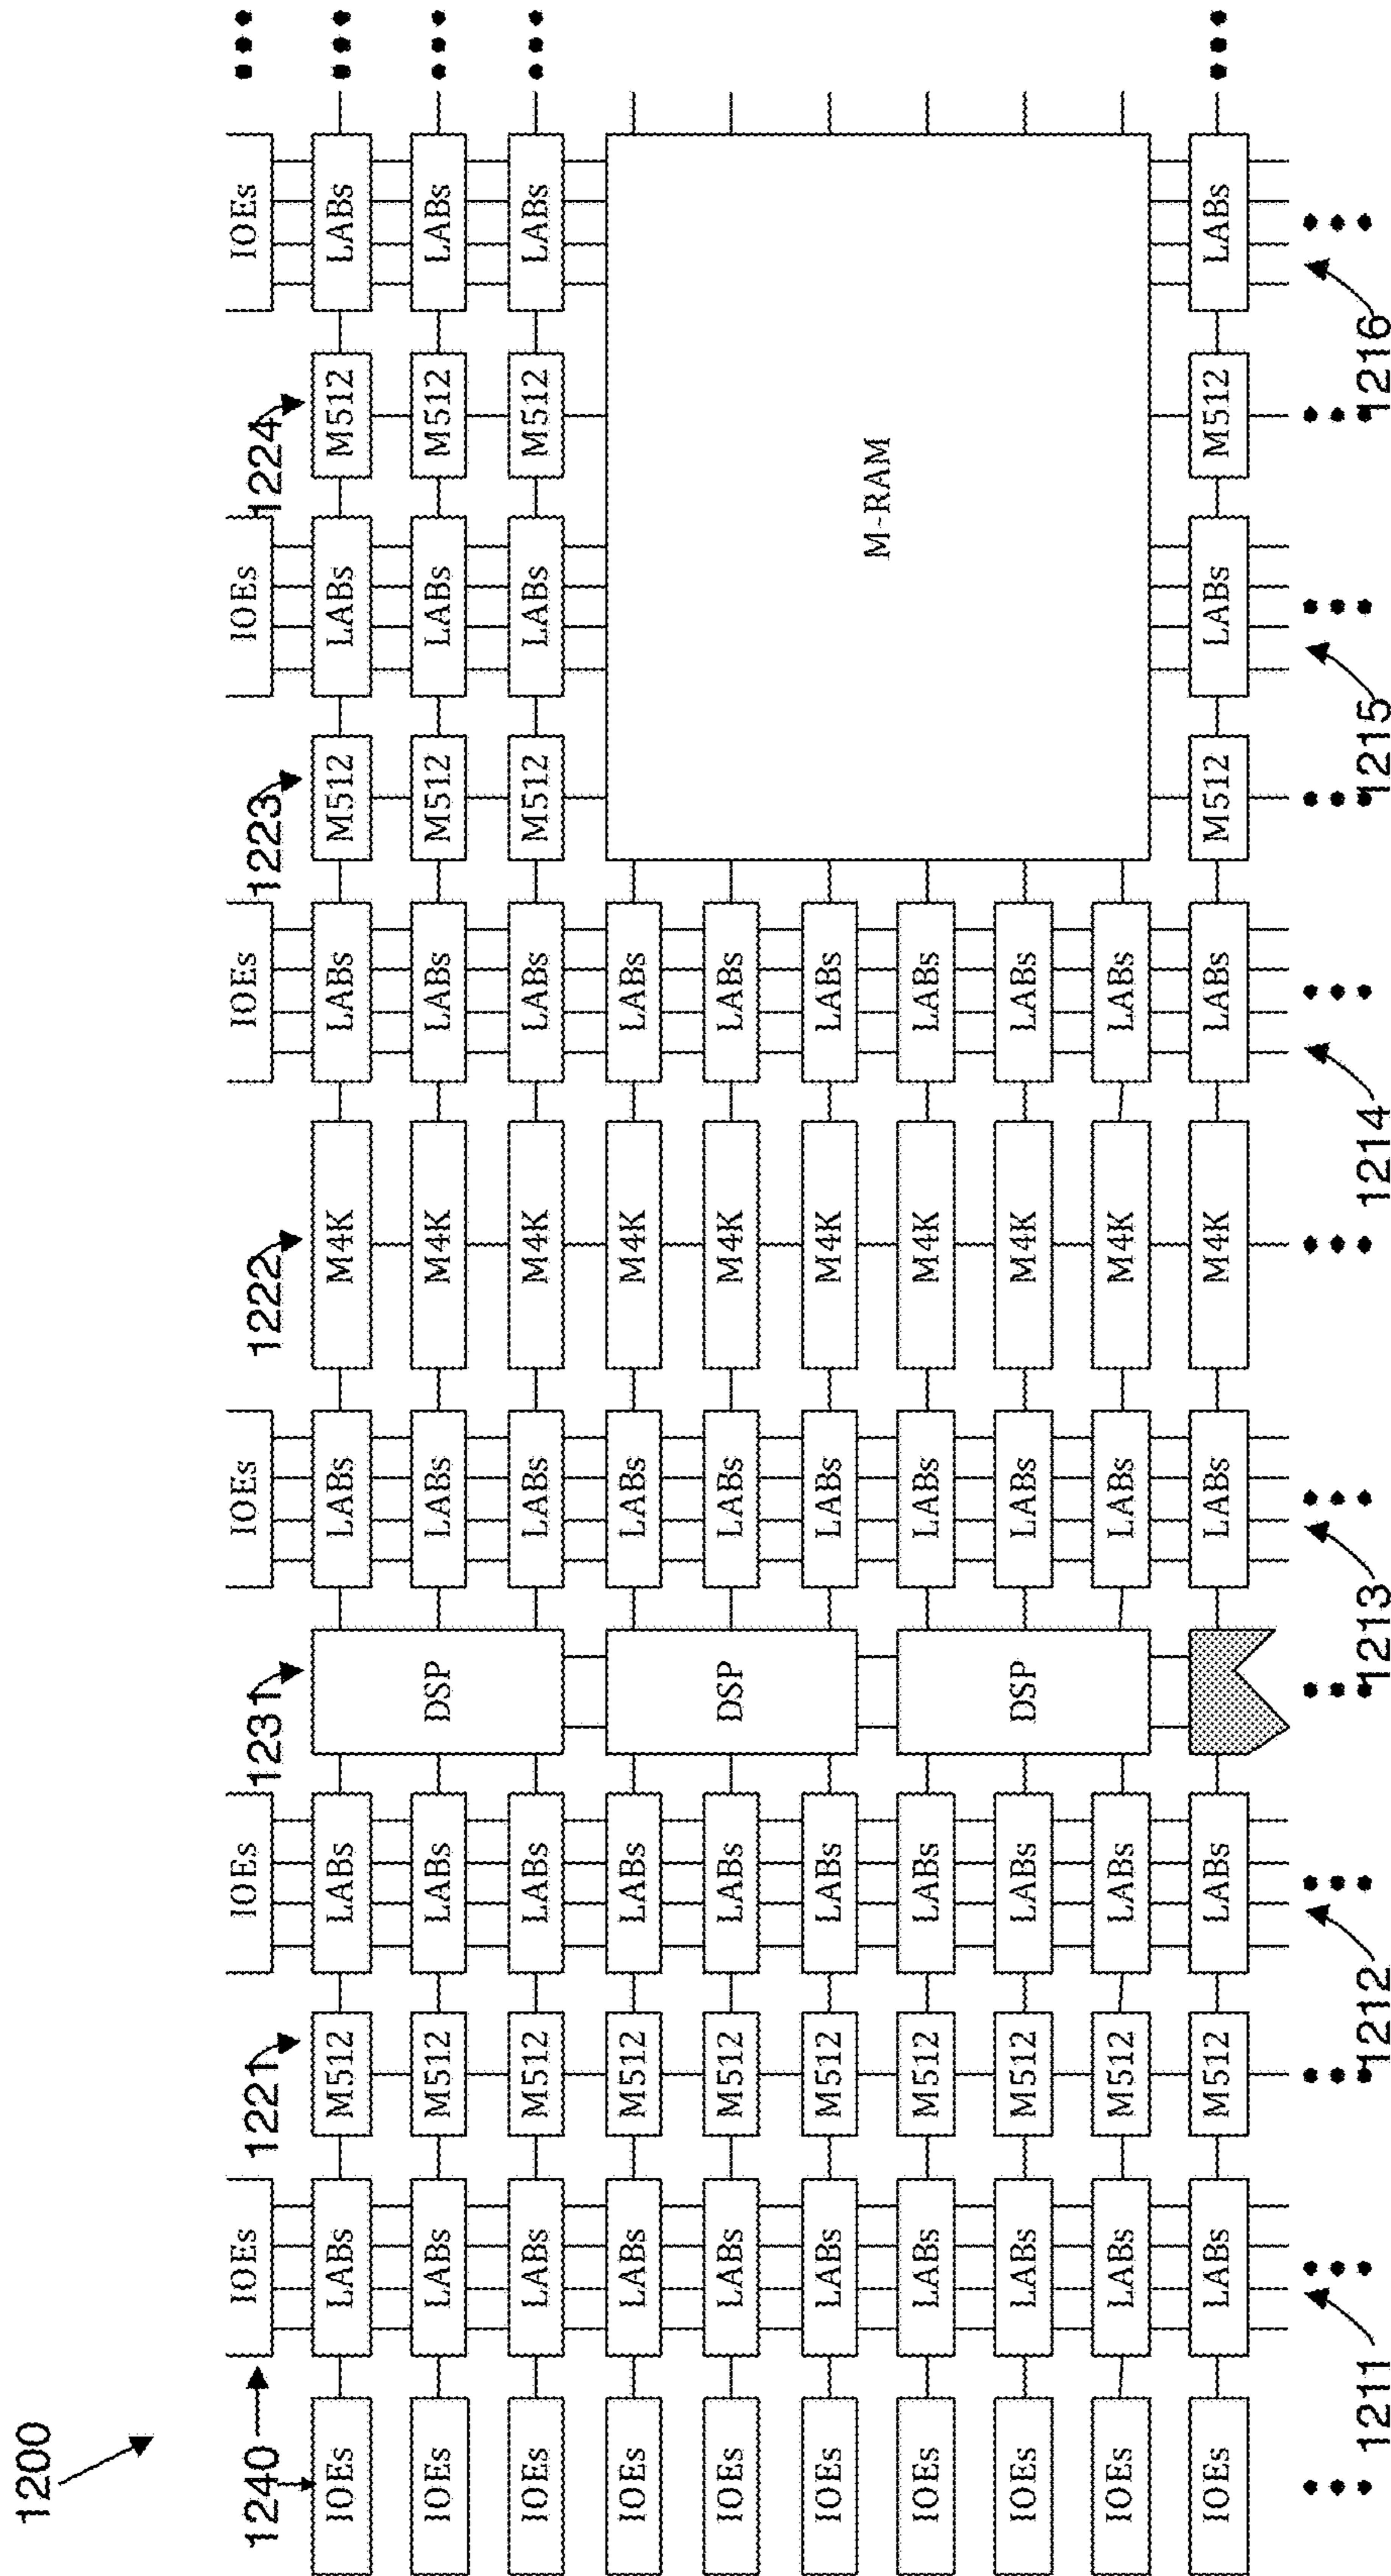 1200
1240 IOEs 1221 IOEs 1231 IOEs 1222 IOEs 1223 IOEs 1224 IOEs
IOEs LABs M512 LABs LABs M4K LABs M512 LABs M512 LABs
IOEs LABs M512 LABs DSP LABs M4K LABs M512 LABs M512 LABs
IOEs LABs M512 LABs LABs M4K LABs M512 LABs M512 LABs
IOEs LABs M512 LABs LABs M4K LABs
IOEs LABs M512 LABs DSP LABs M4K LABs
IOEs LABs M512 LABs LABs M4K LABs
M-RAM
IOEs LABs M512 LABs LABs M4K LABs
IOEs LABs M512 LABs DSP LABs M4K LABs
IOEs LABs M512 LABs LABs M4K LABs
IOEs LABs M512 LABs LABs M4K LABs M512 LABs M512 LABs
1211 1212 1213 1214 1215 1216